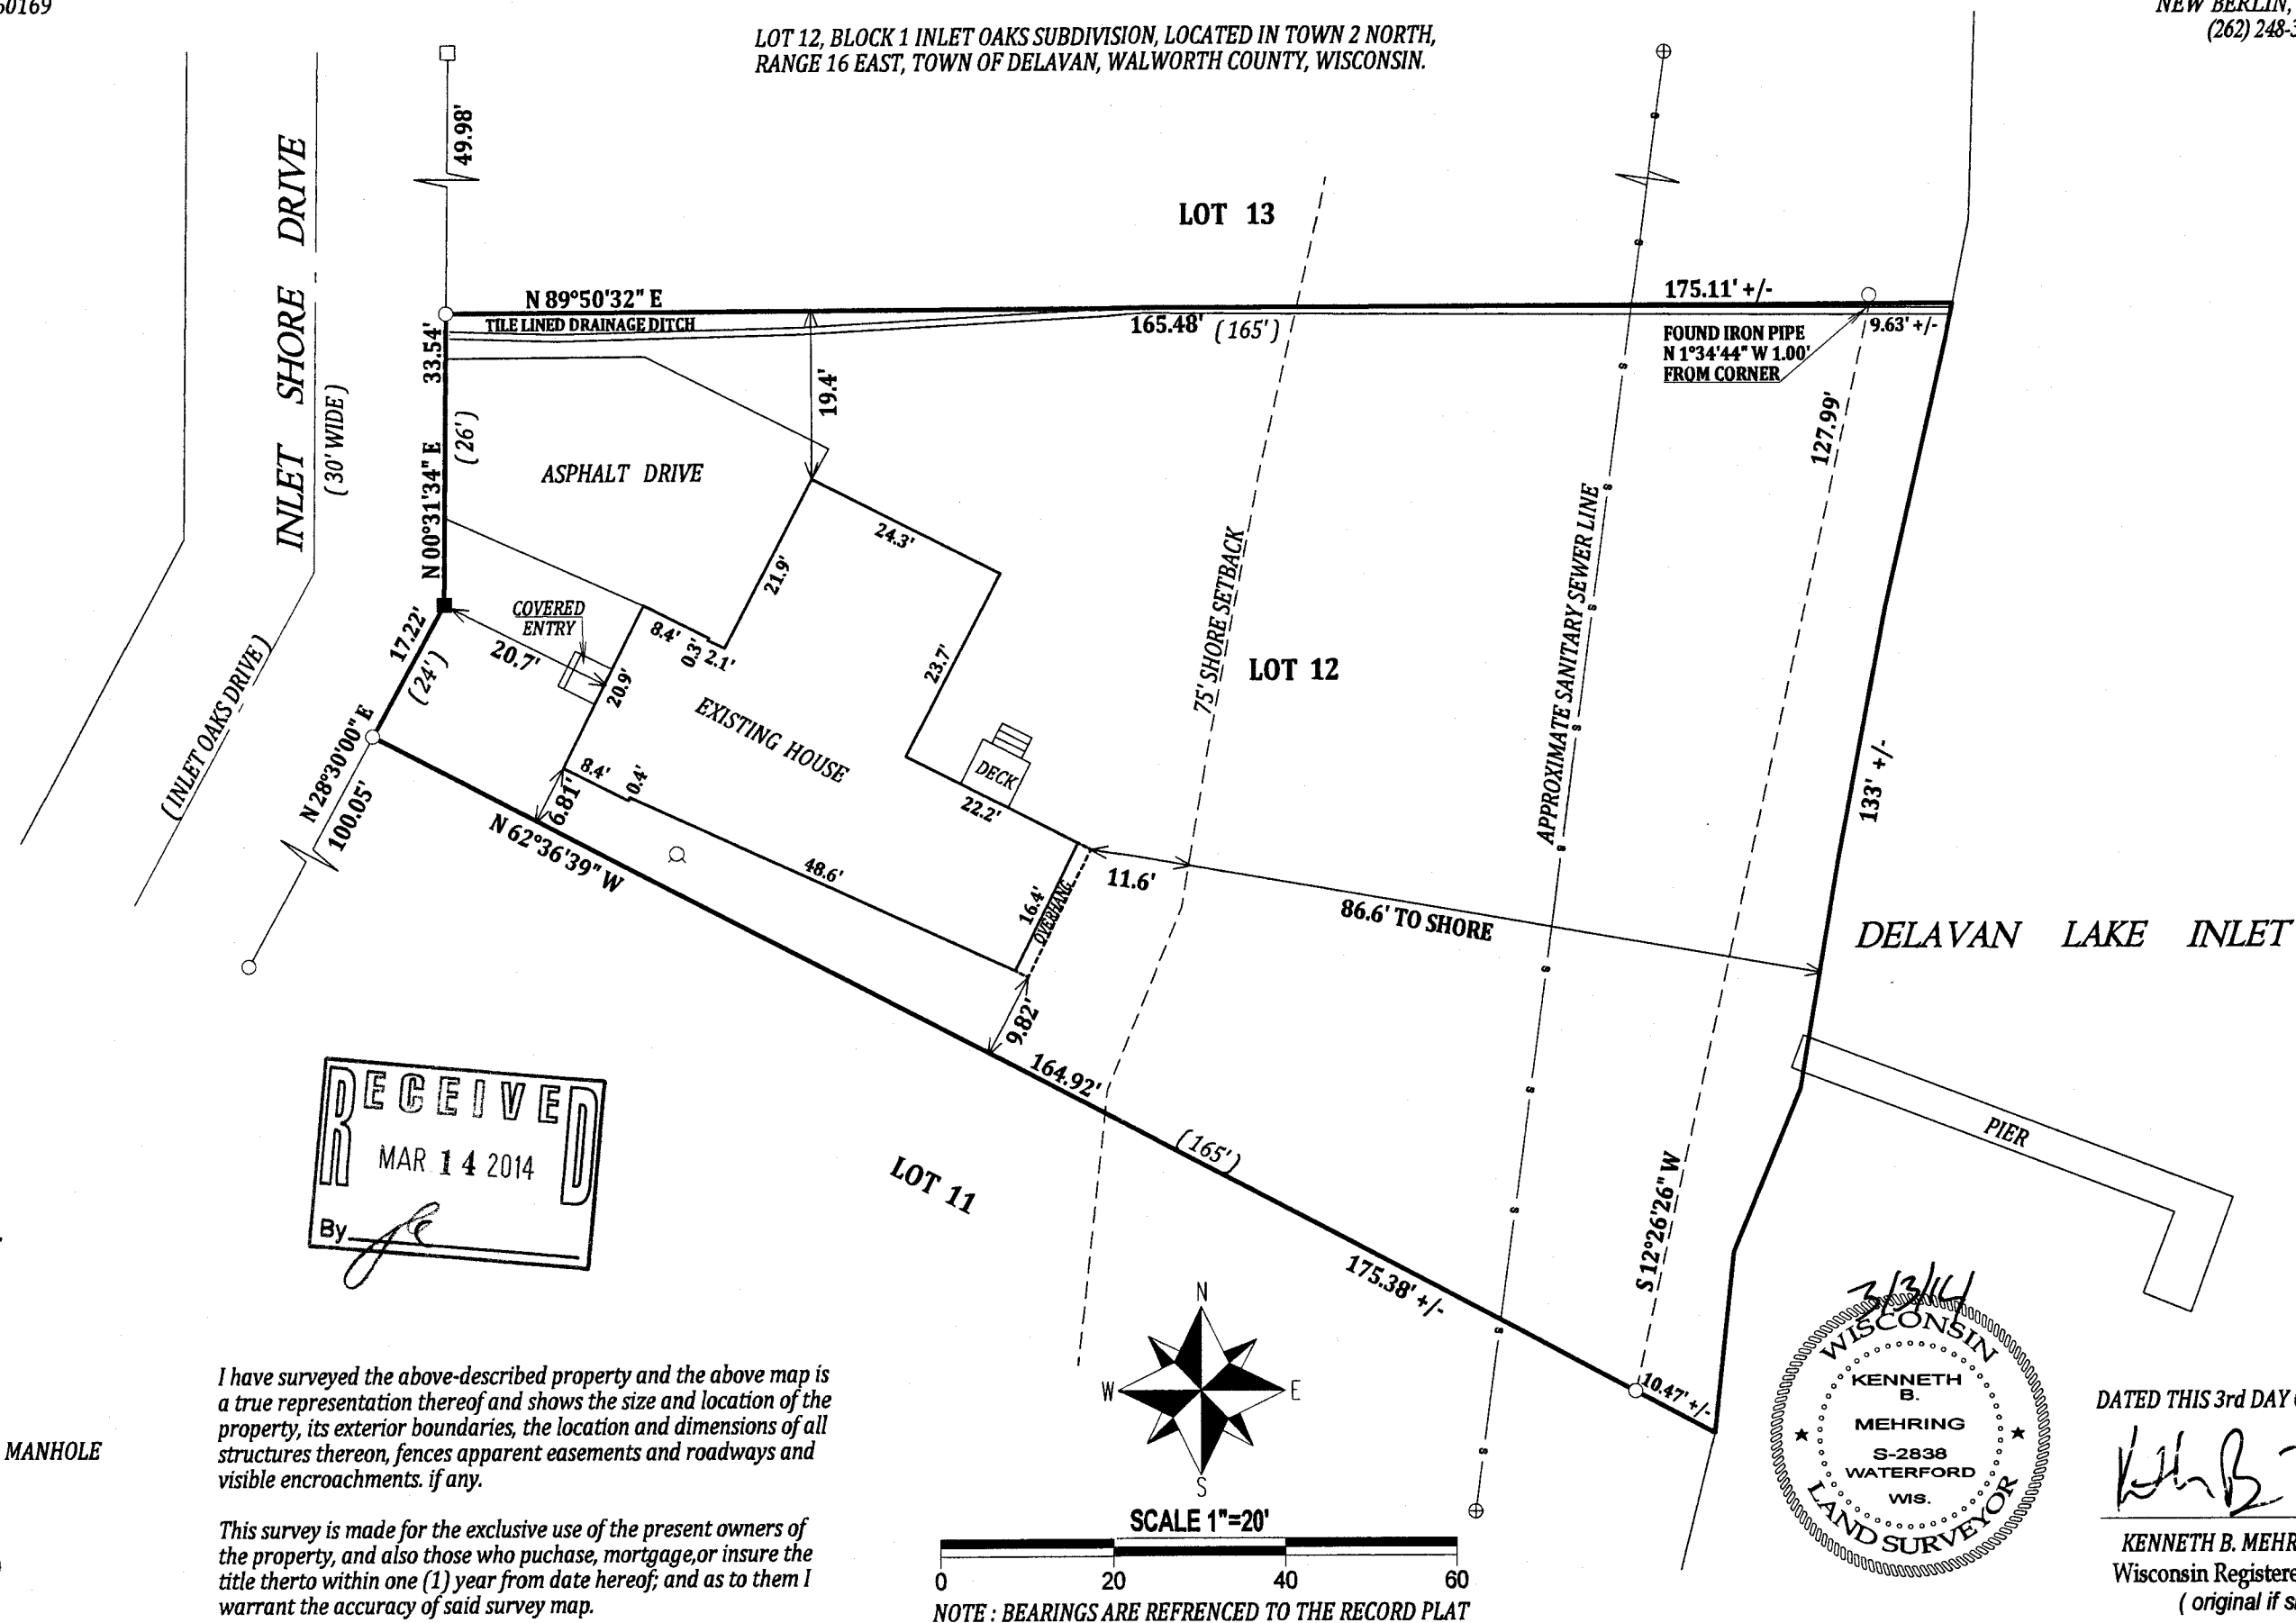 60169
NEW BERLIN,
(262) 248-
LOT 12, BLOCK 1 INLET OAKS SUBDIVISION, LOCATED IN TOWN 2 NORTH,
RANGE 16 EAST, TOWN OF DELAVAN, WALWORTH COUNTY, WISCONSIN.
49.98'
INLET SHORE DRIVE
(30' WIDE)
(INLET OAKS DRIVE)
LOT 13
N 89°50'32" E
175.11' +/-
TILE LINED DRAINAGE DITCH
165.48' (165')
FOUND IRON PIPE
N 1°34'44" W 1.00'
FROM CORNER
9.63' +/-
33.54'
(26')
N 00°31'34" E
19.4'
127.99'
ASPHALT DRIVE
24.3'
21.9'
75' SHORE SETBACK
APPROXIMATE SANITARY SEWER LINE
COVERED
ENTRY
17.22'
(24')
20.7'
8.4'
0.3'
2.1'
20.9'
23.7'
LOT 12
EXISTING HOUSE
DECK
22.2'
N 28°30'00" E
100.05'
8.4'
0.4'
6.81'
N 62°36'39" W
48.6'
16.4'
OVERHANG
11.6'
86.6' TO SHORE
133' +/-
DELAVAN LAKE INLET
9.82'
164.92'
(165')
PIER
LOT 11
S 12°26'26" W
175.38' +/-
10.47' +/-
RECEIVED
MAR 14 2014
By
N
W E
S
3/3/14
WISCONSIN
KENNETH
B.
MEHRING
S-2838
WATERFORD
WIS.
LAND SURVEYOR
I have surveyed the above-described property and the above map is
a true representation thereof and shows the size and location of the
property, its exterior boundaries, the location and dimensions of all
structures thereon, fences apparent easements and roadways and
visible encroachments. if any.
MANHOLE
This survey is made for the exclusive use of the present owners of
the property, and also those who puchase, mortgage,or insure the
title therto within one (1) year from date hereof; and as to them I
warrant the accuracy of said survey map.
SCALE 1"=20'
0 20 40 60
NOTE : BEARINGS ARE REFRENCED TO THE RECORD PLAT
DATED THIS 3rd DAY
KENNETH B. MEHR
Wisconsin Registere
( original if s